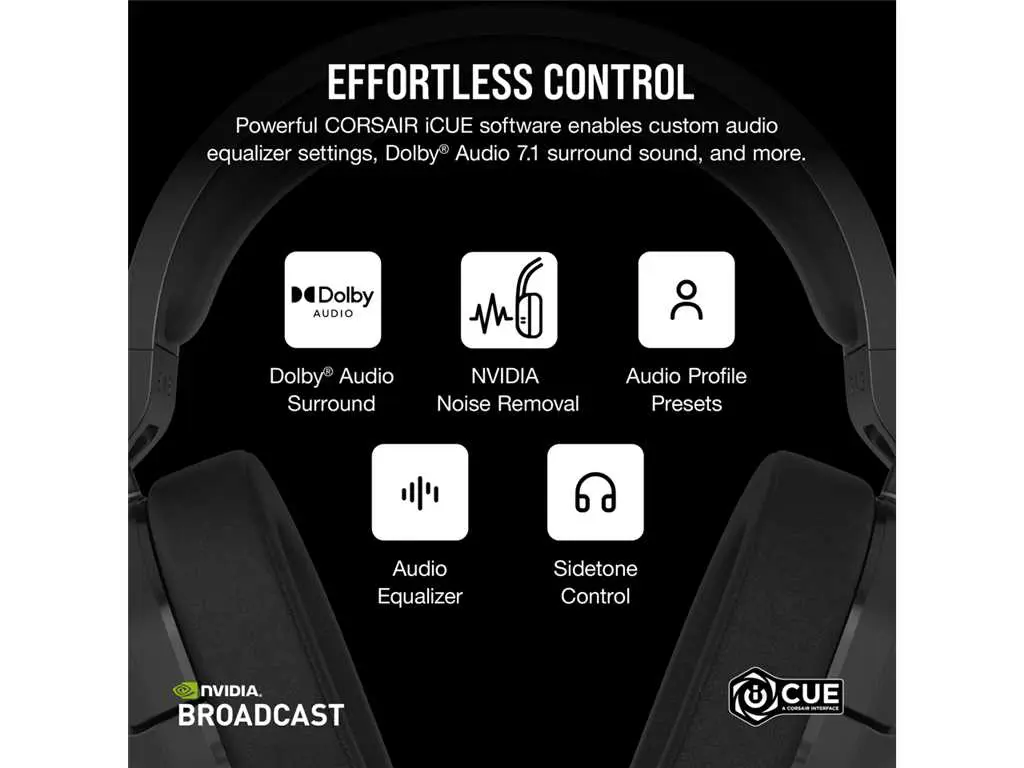 EFFORTLESS CONTROL
Powerful CORSAIR iCUE software enables custom audio
equalizer settings, Dolby® Audio 7.1 surround sound, and more.
Dolby
AUDIO
Dolby® Audio
Surround
NVIDIA
Noise Removal
Audio Profile
Presets
Audio
Equalizer
Sidetone
Control
NVIDIA.
BROADCAST
i CUE
A CORSAIR INTERFACE